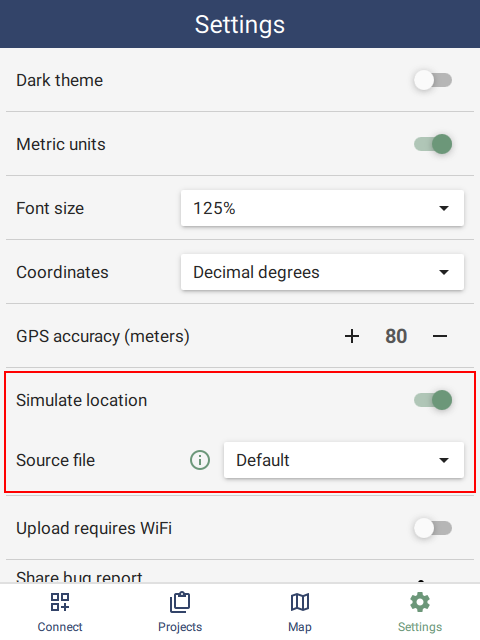 Settings
Dark theme
Metric units
Font size 125%
Coordinates Decimal degrees
GPS accuracy (meters) + 80 −
Simulate location
Source file Default
Upload requires WiFi
Share bug report
Connect Projects Map Settings